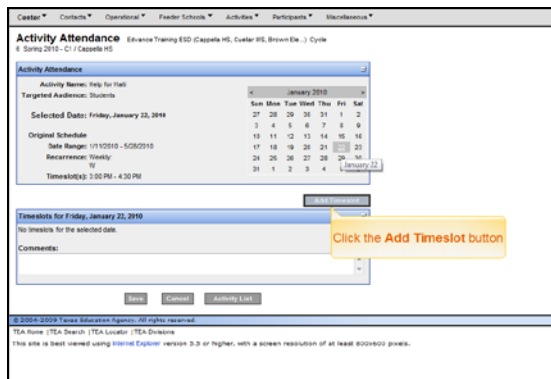 Center Contacts Operational Feeder Schools Activities Participants Miscellaneous
Activity Attendance Edvance Training ESD (Cappella HS, Cuellar MS, Brown Ele...) Cycle
6 Spring 2010 - C1 / Cappella HS
Activity Attendance
Activity Name: Help for Haiti
Targeted Audience: Students
Selected Date: Friday, January 22, 2010
Original Schedule
Date Range: 1/11/2010 - 5/28/2010
Recurrence: Weekly:
W
Timeslot(s): 3:00 PM - 4:30 PM
« January 2010 »
Sun Mon Tue Wed Thu Fri Sat
27 28 29 30 31 1 2
3 4 5 6 7 8 9
10 11 12 13 14 15 16
17 18 19 20 21 22 23
24 25 26 27 28 29 30
31 1 2 3 4
January 22
Add Timeslot
Timeslots for Friday, January 22, 2010
No timeslots for the selected date.
Comments:
Click the Add Timeslot button
Save Cancel Activity List
© 2004-2009 Texas Education Agency. All rights reserved.
TEA Home | TEA Search | TEA Locator | TEA Divisions
This site is best viewed using Internet Explorer version 5.5 or higher, with a screen resolution of at least 800x600 pixels.